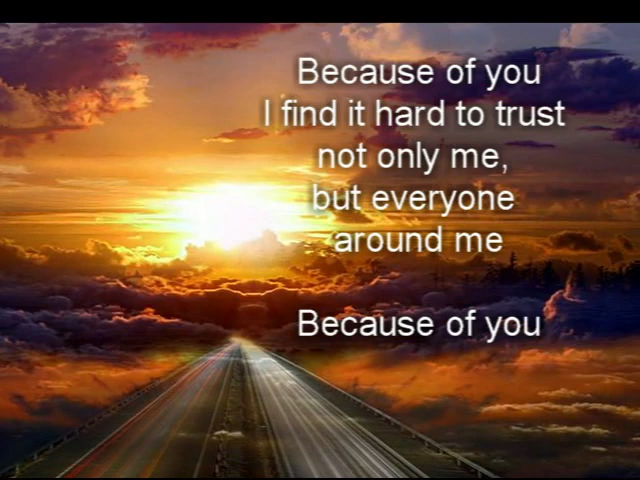 Because of you
I find it hard to trust
not only me,
but everyone
around me
Because of you